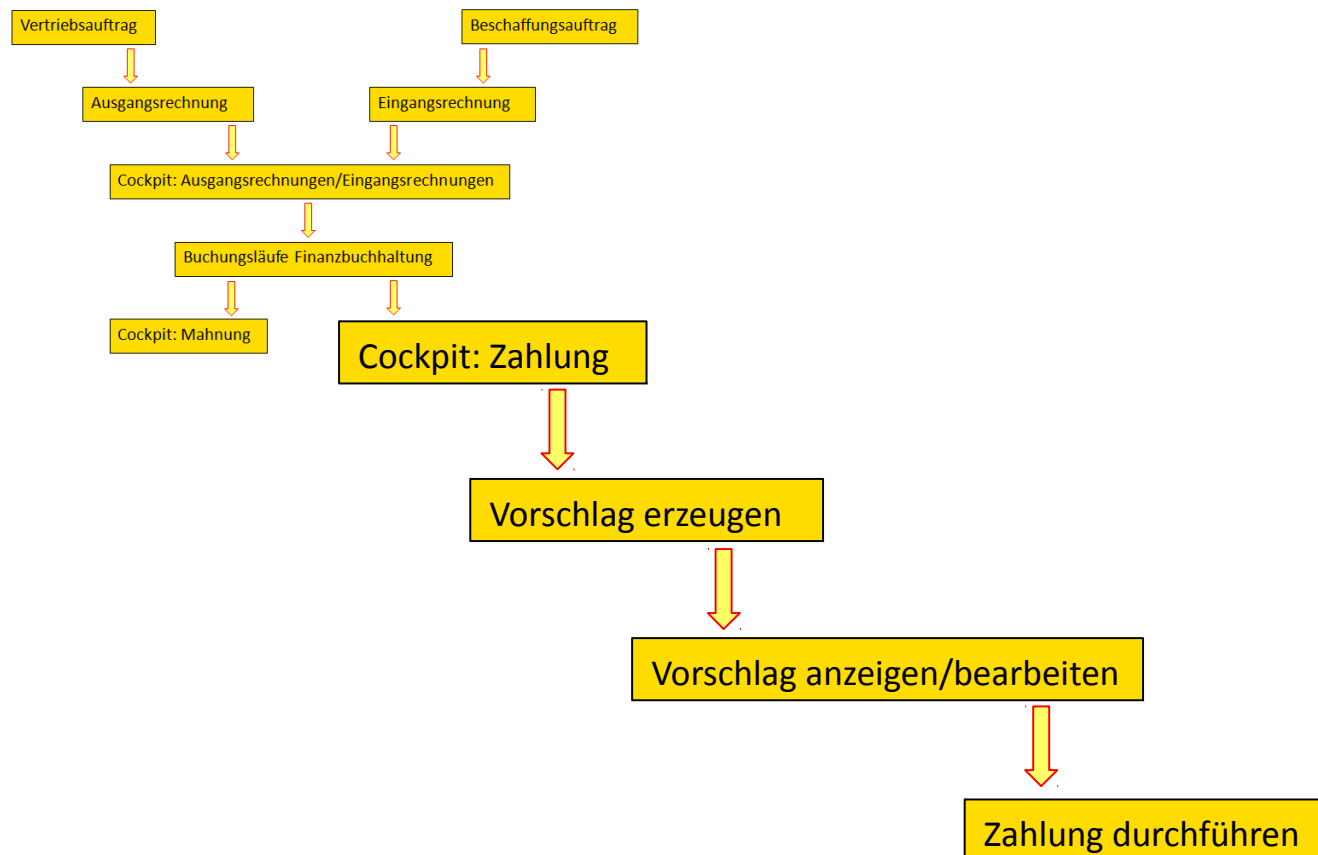 Vertriebsauftrag
Beschaffungsauftrag
Ausgangsrechnung
Eingangsrechnung
Cockpit: Ausgangsrechnungen/Eingangsrechnungen
Buchungsläufe Finanzbuchhaltung
Cockpit: Mahnung
Cockpit: Zahlung
Vorschlag erzeugen
Vorschlag anzeigen/bearbeiten
Zahlung durchführen